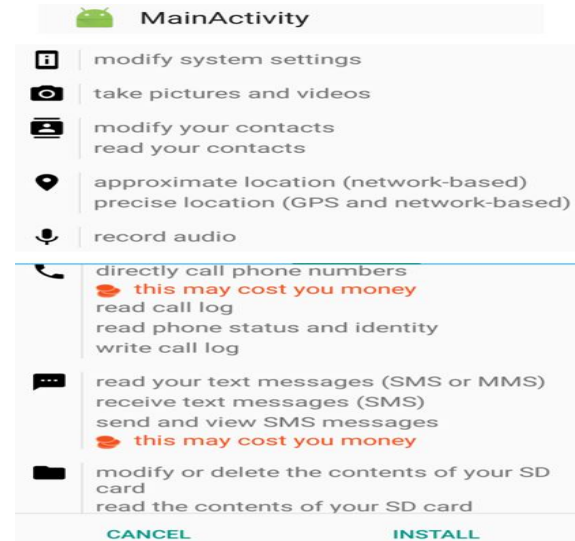 MainActivity
modify system settings
take pictures and videos
modify your contacts
read your contacts
approximate location (network-based)
precise location (GPS and network-based)
record audio
directly call phone numbers
this may cost you money
read call log
read phone status and identity
write call log
read your text messages (SMS or MMS)
receive text messages (SMS)
send and view SMS messages
this may cost you money
modify or delete the contents of your SD
card
read the contents of your SD card
CANCEL INSTALL